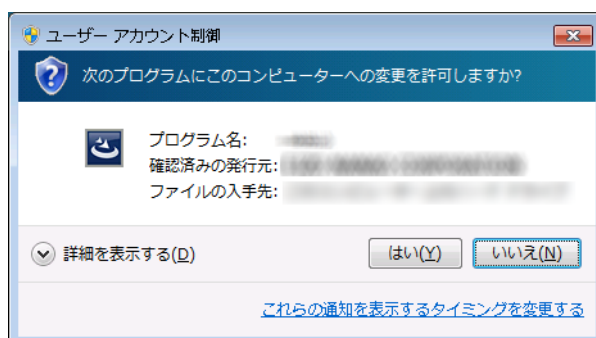 ユーザー アカウント制御
次のプログラムにこのコンピューターへの変更を許可しますか?
プログラム名:
確認済みの発行元:
ファイルの入手先:
詳細を表示する(D)
はい(Y)
いいえ(N)
これらの通知を表示するタイミングを変更する